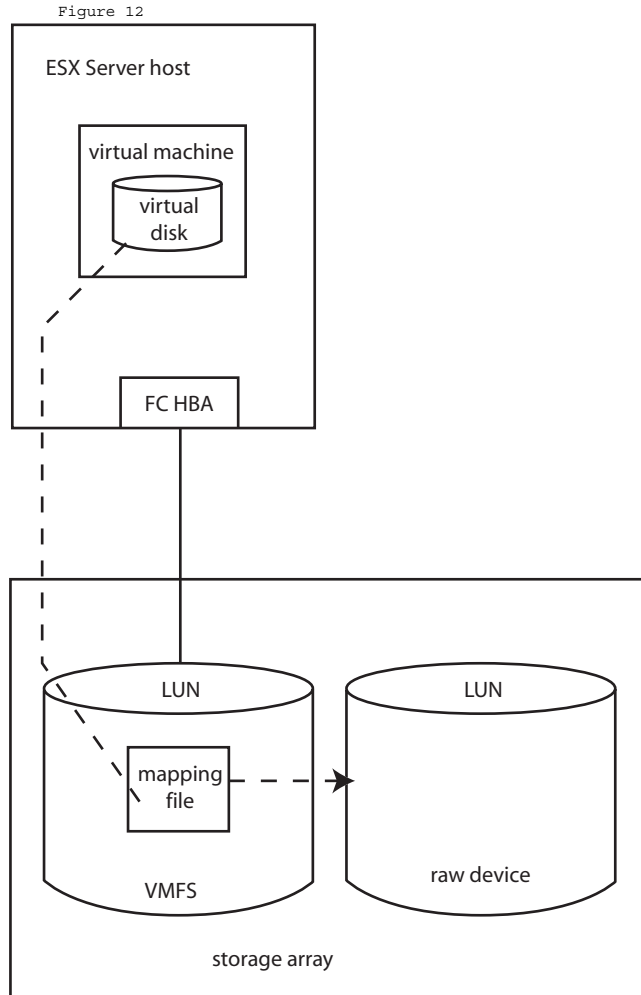 Figure 12
ESX Server host
virtual machine
virtual
disk
FC HBA
LUN
LUN
mapping
file
VMFS
raw device
storage array